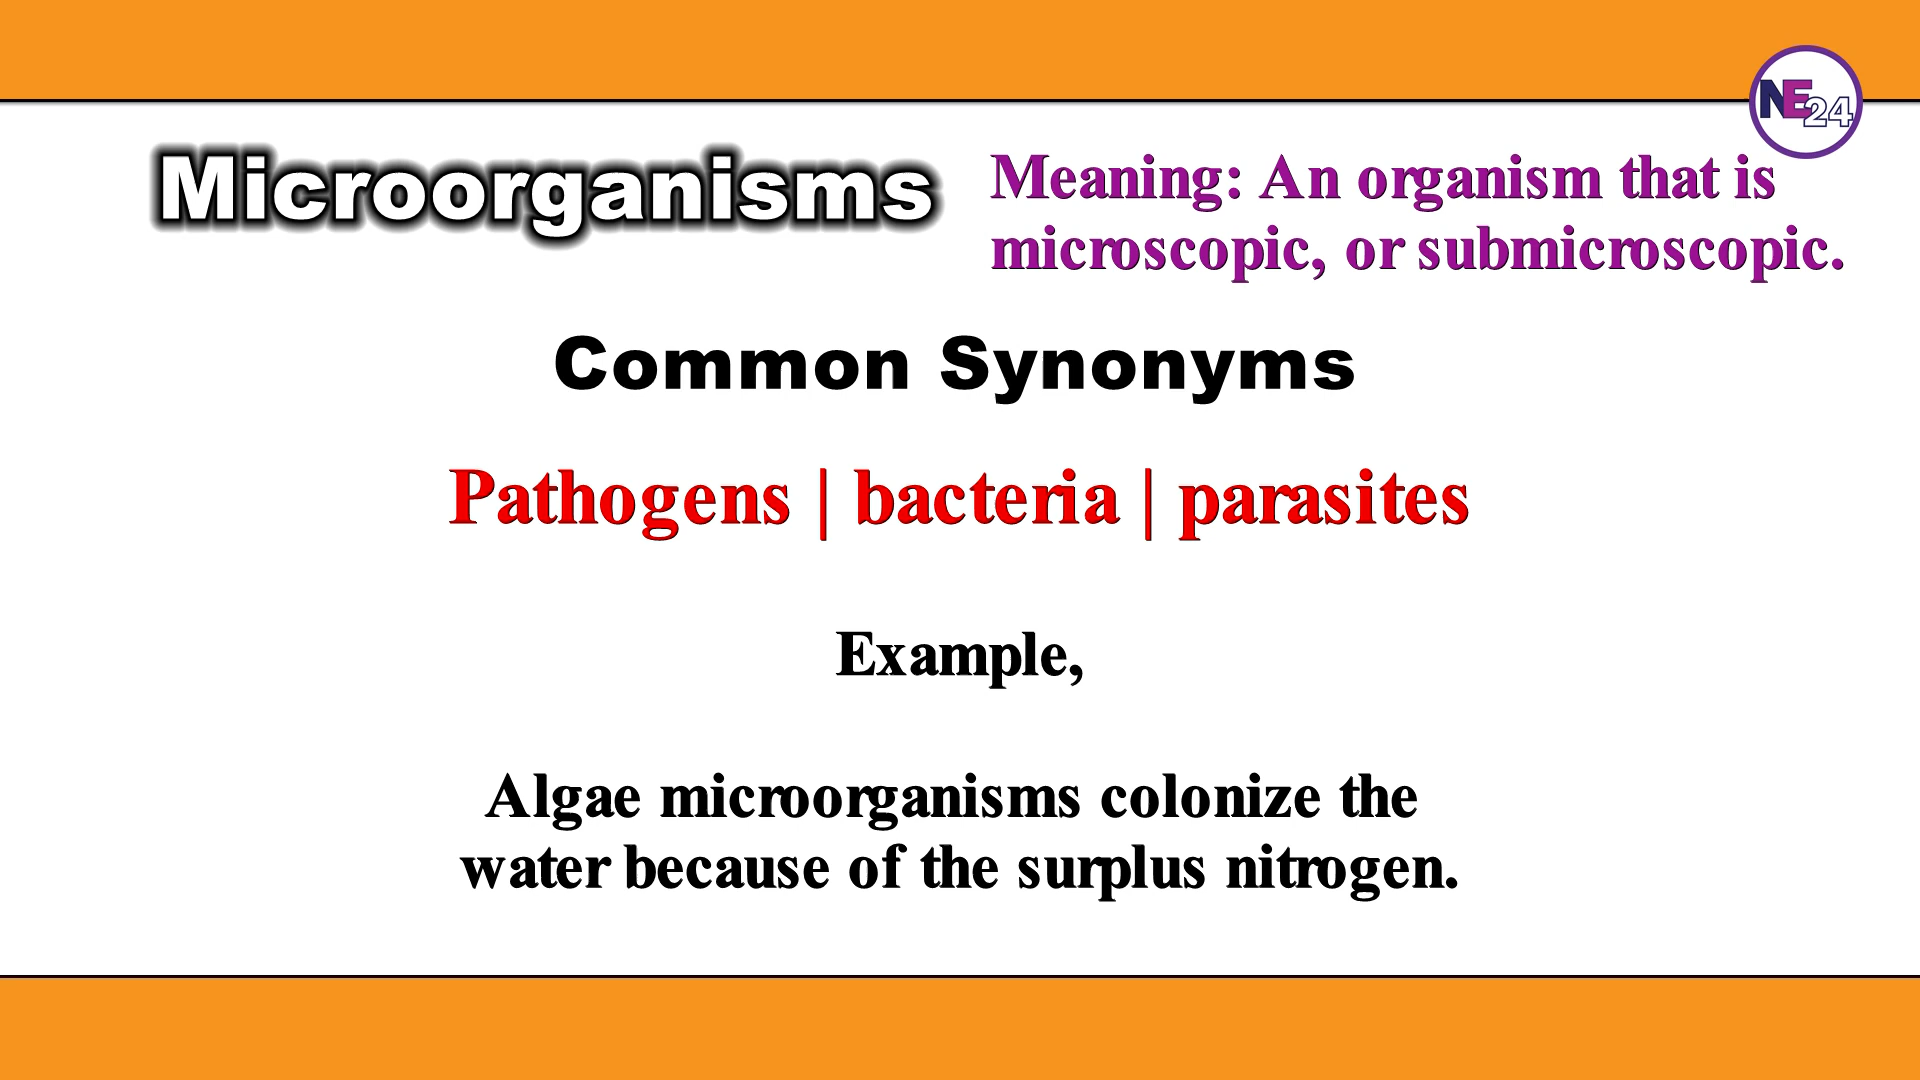 NE24
Microorganisms
Meaning: An organism that is
microscopic, or submicroscopic.
Common Synonyms
Pathogens | bacteria | parasites
Example,
Algae microorganisms colonize the
water because of the surplus nitrogen.